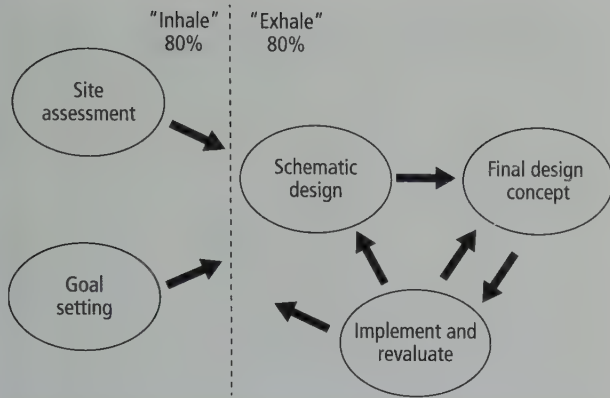 "Inhale"
80%
"Exhale"
80%
Site
assessment
Schematic
design
Final design
concept
Goal
setting
Implement and
revaluate